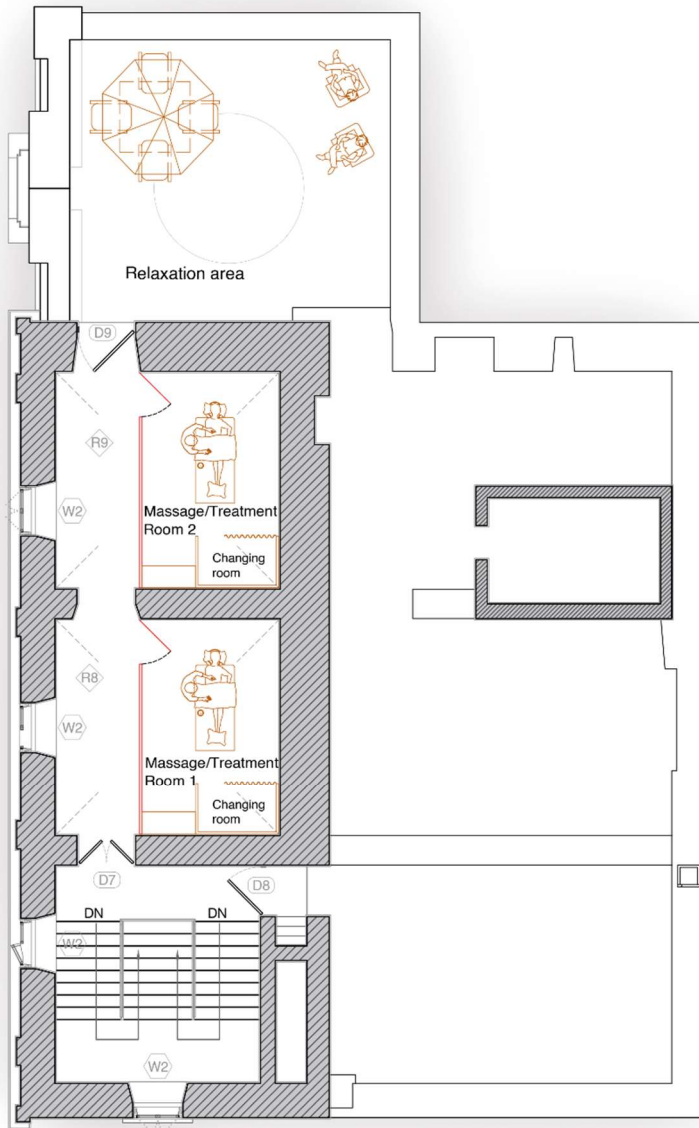 Relaxation area
D9
R9
W2
Massage/Treatment
Room 2
Changing
room
R8
W2
Massage/Treatment
Room 1
Changing
room
D7
D8
DN
DN
W2
W2